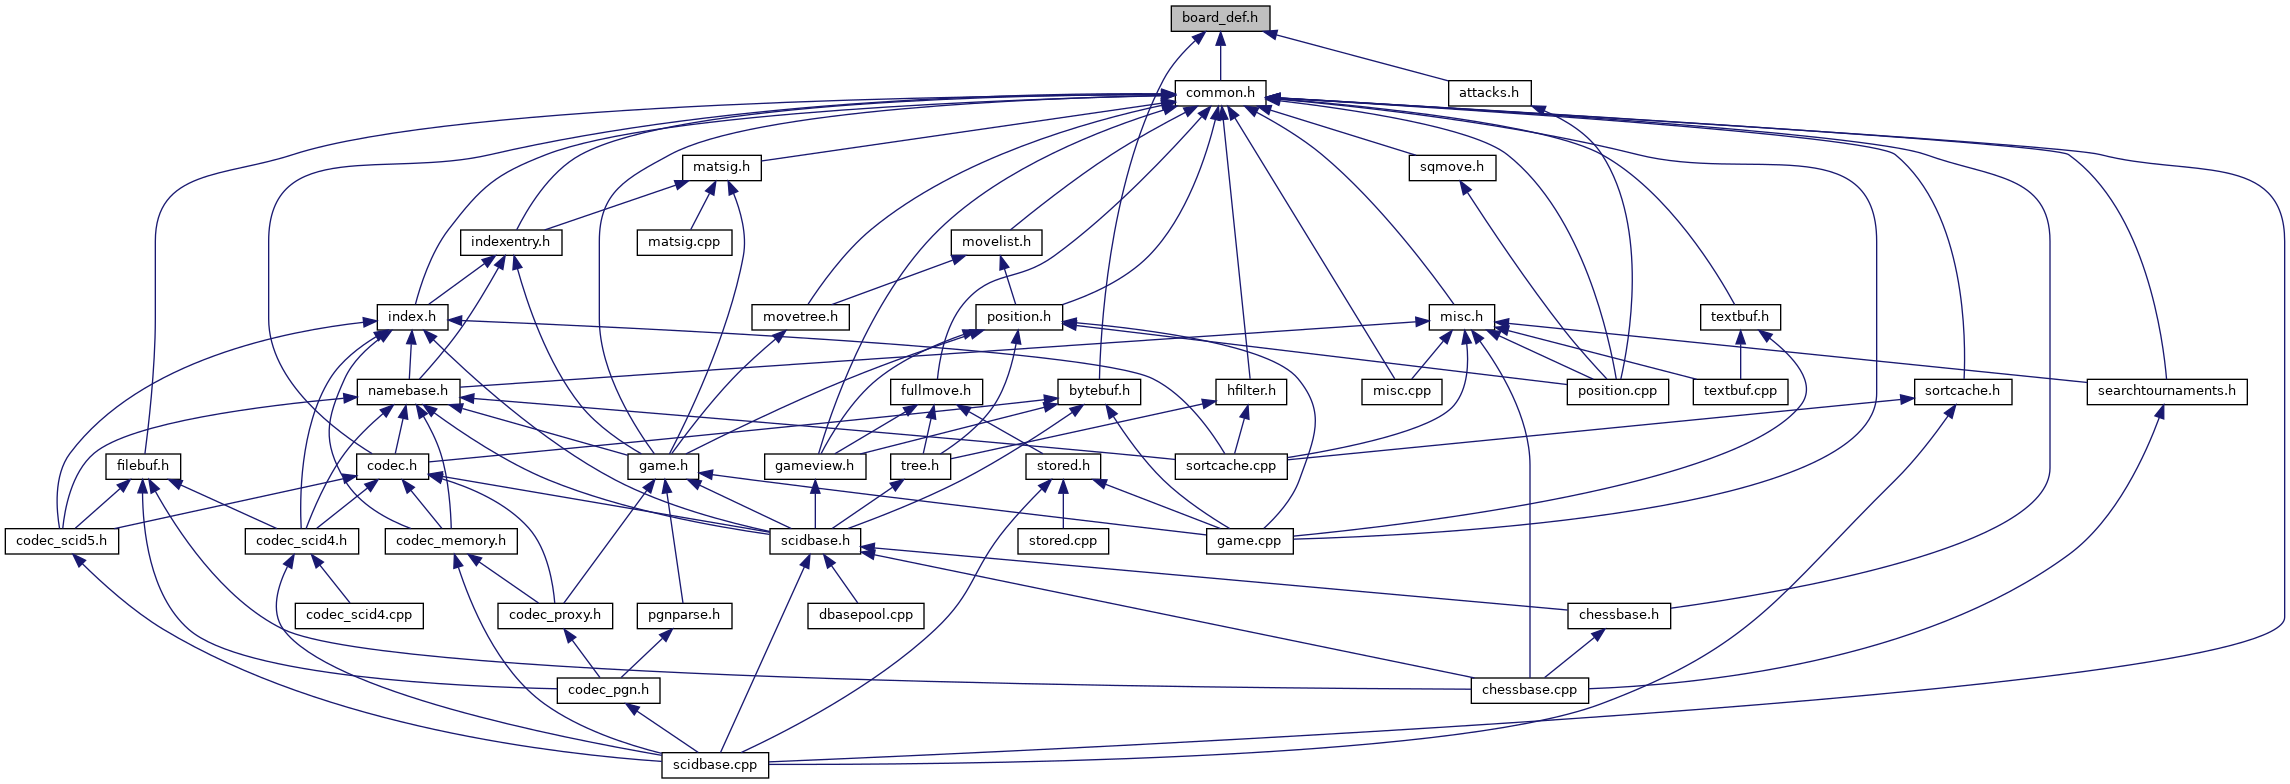 board_def.h
common.h
attacks.h
matsig.h
sqmove.h
indexentry.h
matsig.cpp
movelist.h
index.h
movetree.h
position.h
misc.h
textbuf.h
namebase.h
fullmove.h
bytebuf.h
hfilter.h
misc.cpp
position.cpp
textbuf.cpp
sortcache.h
searchtournaments.h
filebuf.h
codec.h
game.h
gameview.h
tree.h
stored.h
sortcache.cpp
codec_scid5.h
codec_scid4.h
codec_memory.h
scidbase.h
stored.cpp
game.cpp
codec_scid4.cpp
codec_proxy.h
pgnparse.h
dbasepool.cpp
chessbase.h
codec_pgn.h
chessbase.cpp
scidbase.cpp